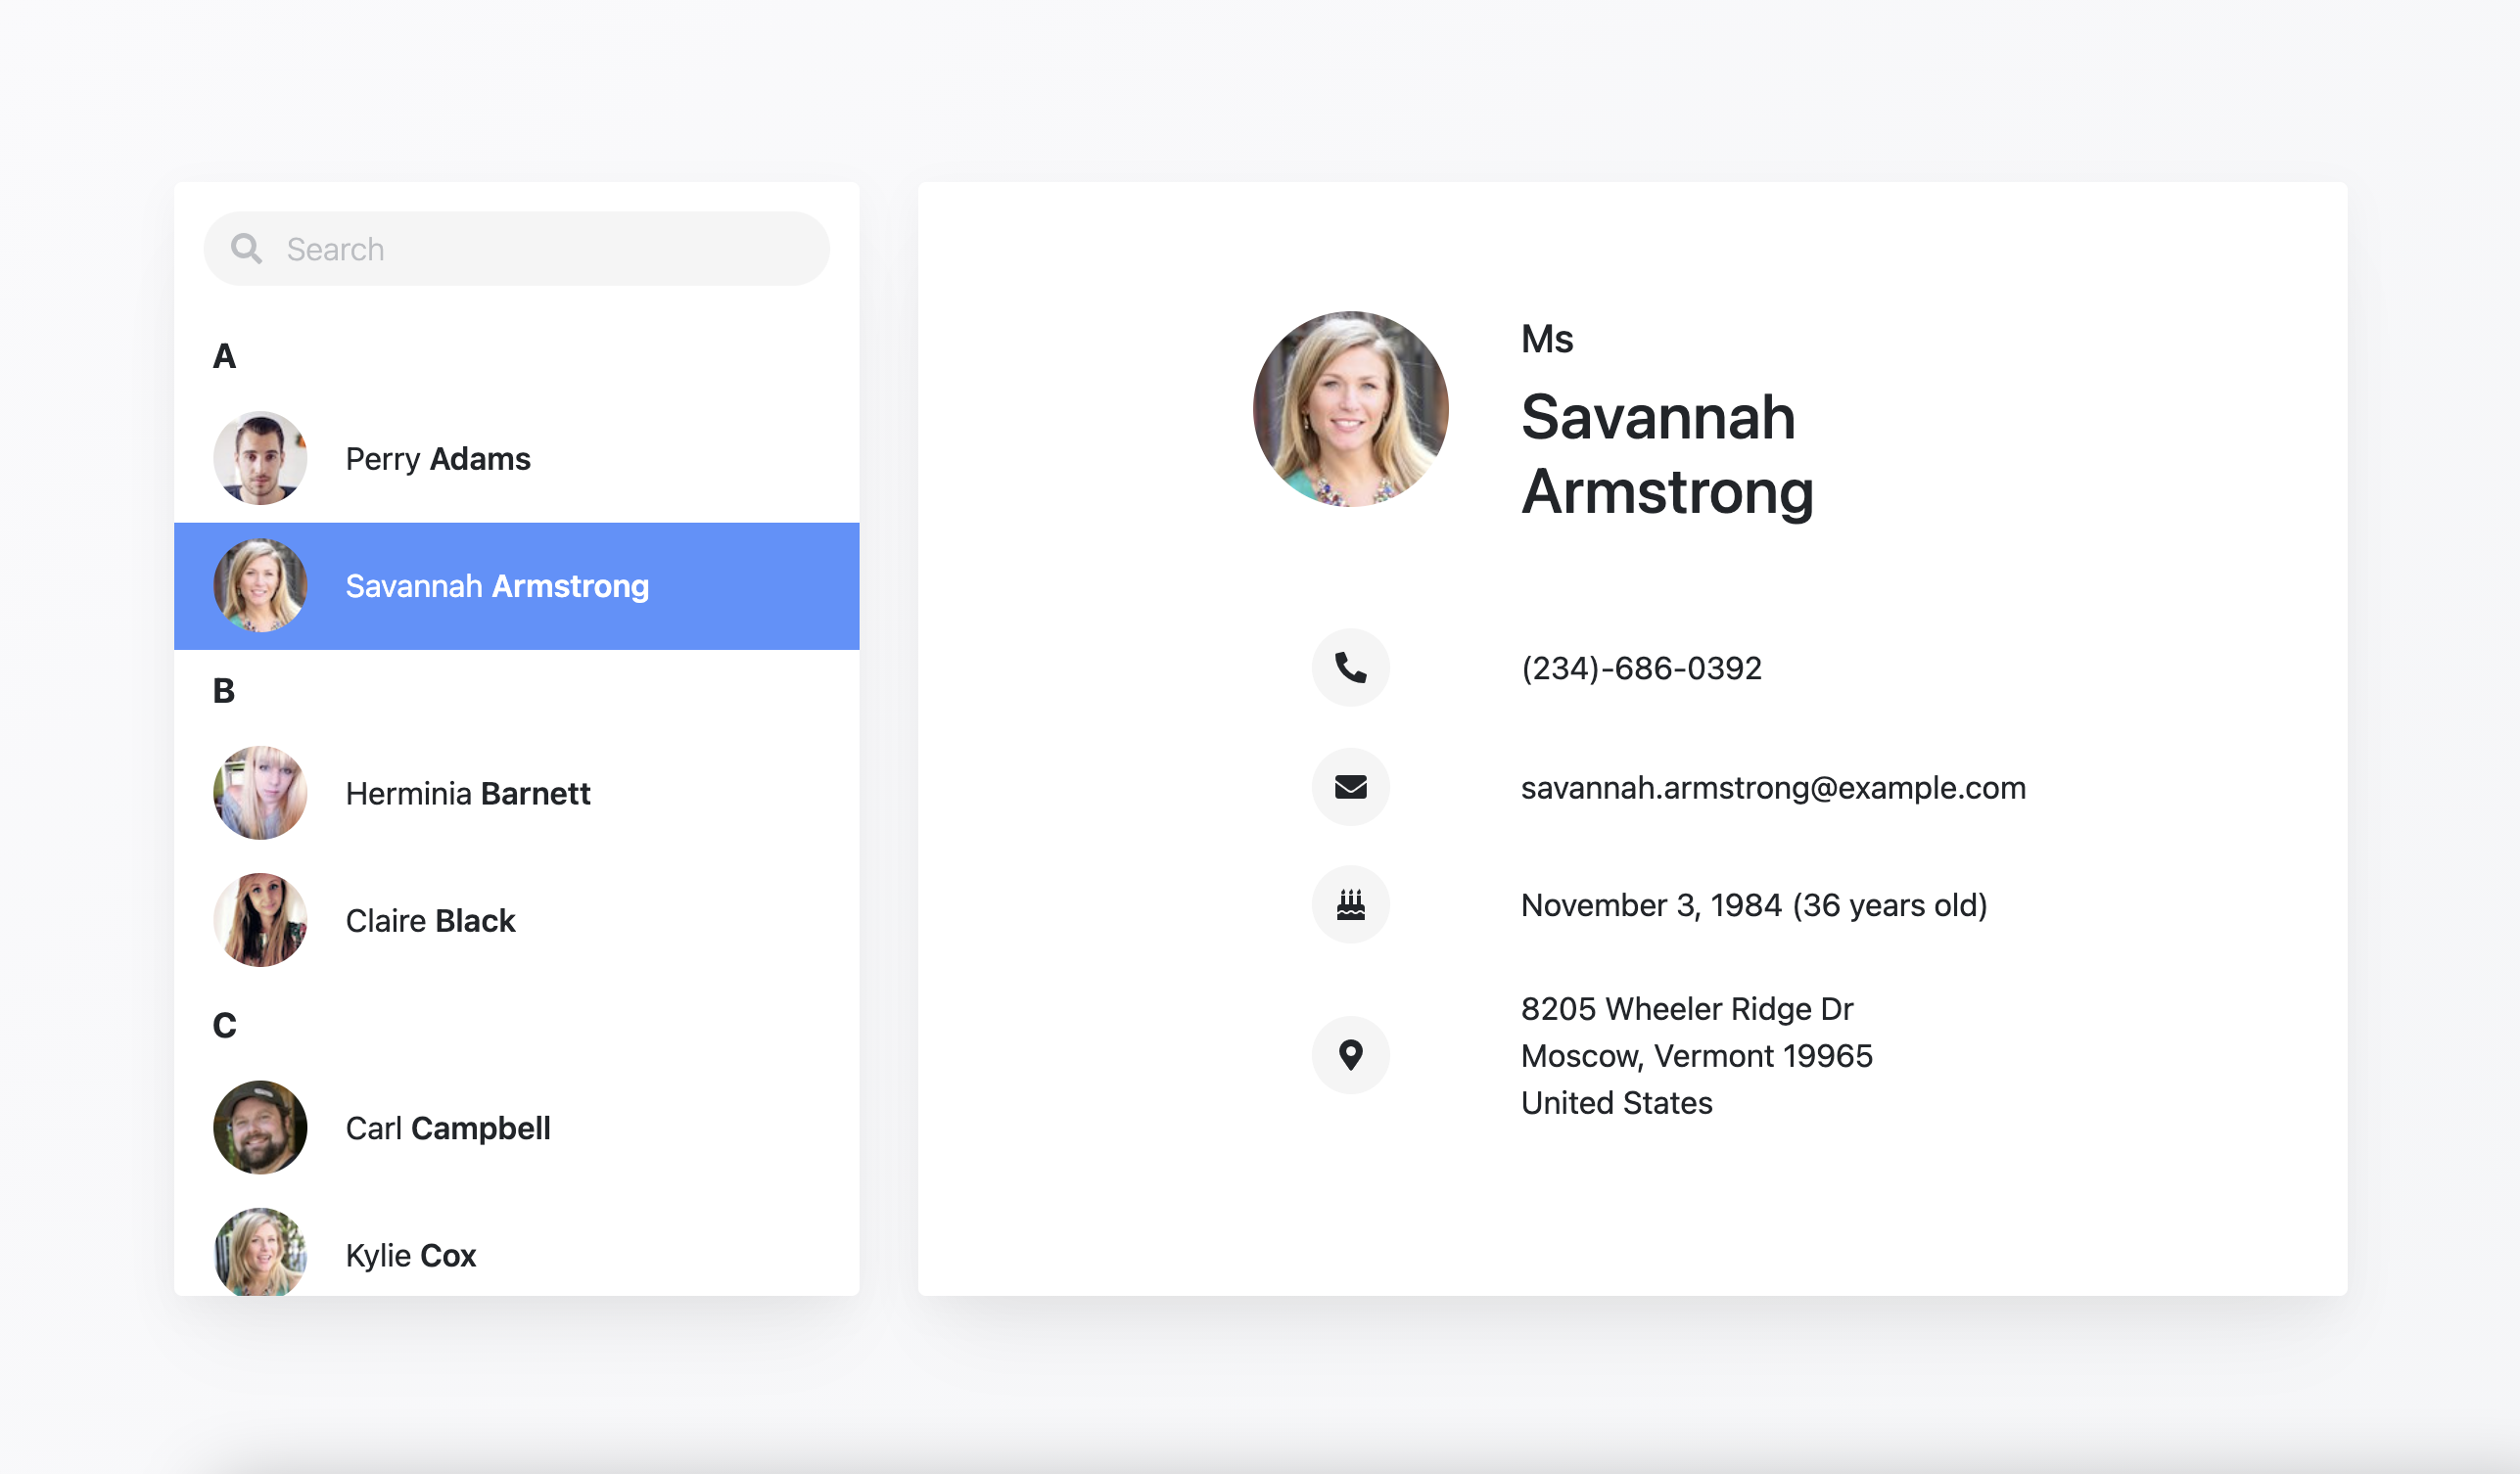 Search
A
Perry Adams
Savannah Armstrong
B
Herminia Barnett
Claire Black
C
Carl Campbell
Kylie Cox
Ms
Savannah
Armstrong
(234)-686-0392
savannah.armstrong@example.com
November 3, 1984 (36 years old)
8205 Wheeler Ridge Dr
Moscow, Vermont 19965
United States